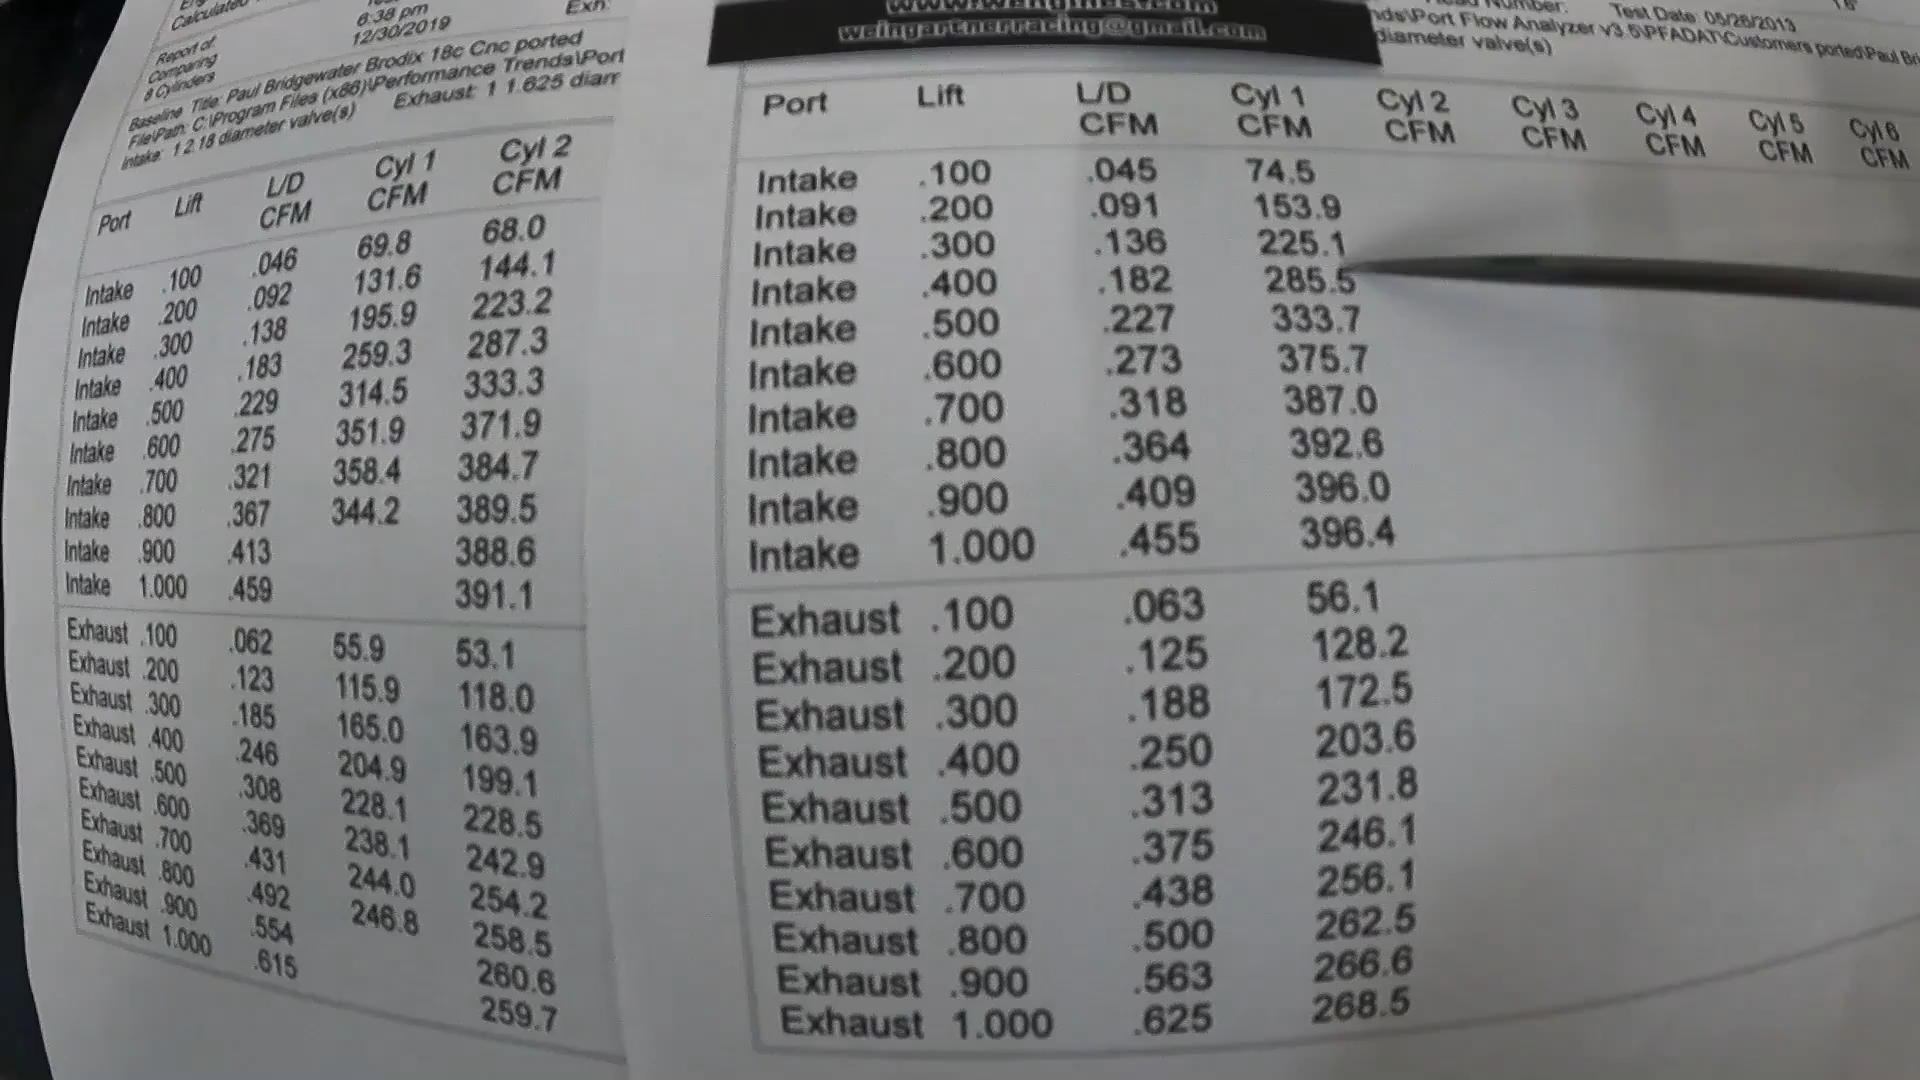 Calculated
6:38 pm
Exh:
Report of
12/30/2019
Comparing
8 Cylinders
Baseline Title: Paul Bridgewater Brodix 18c Cnc ported
File\Path: C:\Program Files (x86)\Performance Trends\Port
Intake: 1 2.18 diameter valve(s) Exhaust: 1 1.625 diam
Port Lift L/D CFM Cyl 1 CFM Cyl 2 CFM
Intake .100 .046 69.8 68.0
Intake .200 .092 131.6 144.1
Intake .300 .138 195.9 223.2
Intake .400 .183 259.3 287.3
Intake .500 .229 314.5 333.3
Intake .600 .275 351.9 371.9
Intake .700 .321 358.4 384.7
Intake .800 .367 344.2 389.5
Intake .900 .413 388.6
Intake 1.000 .459 391.1
Exhaust .100 .062 55.9 53.1
Exhaust .200 .123 115.9 118.0
Exhaust .300 .185 165.0 163.9
Exhaust .400 .246 204.9 199.1
Exhaust .500 .308 228.1 228.5
Exhaust .600 .369 238.1 242.9
Exhaust .700 .431 244.0 254.2
Exhaust .800 .492 246.8 258.5
Exhaust .900 .554 260.6
Exhaust 1.000 .615 259.7
weingartnerracing@gmail.com
Number: Test Date: 05/26/2013
nds\Port Flow Analyzer v3.5\PFADAT\Customers ported\Paul Bri
diameter valve(s)
Port Lift L/D CFM Cyl 1 CFM Cyl 2 CFM Cyl 3 CFM Cyl 4 CFM Cyl 5 CFM Cyl 6 CFM
Intake .100 .045 74.5
Intake .200 .091 153.9
Intake .300 .136 225.1
Intake .400 .182 285.5
Intake .500 .227 333.7
Intake .600 .273 375.7
Intake .700 .318 387.0
Intake .800 .364 392.6
Intake .900 .409 396.0
Intake 1.000 .455 396.4
Exhaust .100 .063 56.1
Exhaust .200 .125 128.2
Exhaust .300 .188 172.5
Exhaust .400 .250 203.6
Exhaust .500 .313 231.8
Exhaust .600 .375 246.1
Exhaust .700 .438 256.1
Exhaust .800 .500 262.5
Exhaust .900 .563 266.6
Exhaust 1.000 .625 268.5